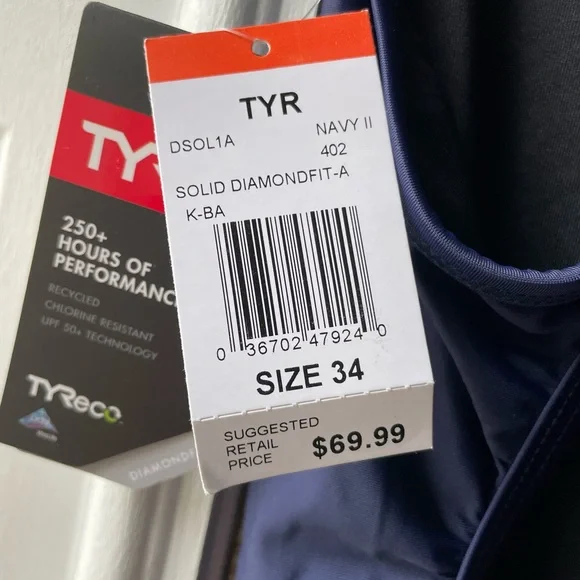 TYR
DSOL1A
NAVY II
402
SOLID DIAMONDFIT-A
K-BA
0 36702 47924 0
SIZE 34
SUGGESTED
RETAIL
PRICE
$69.99
250+
HOURS OF
RECYCLED
CHLORINE RESISTANT
UPF 50+ TECHNOLOGY
TYReco